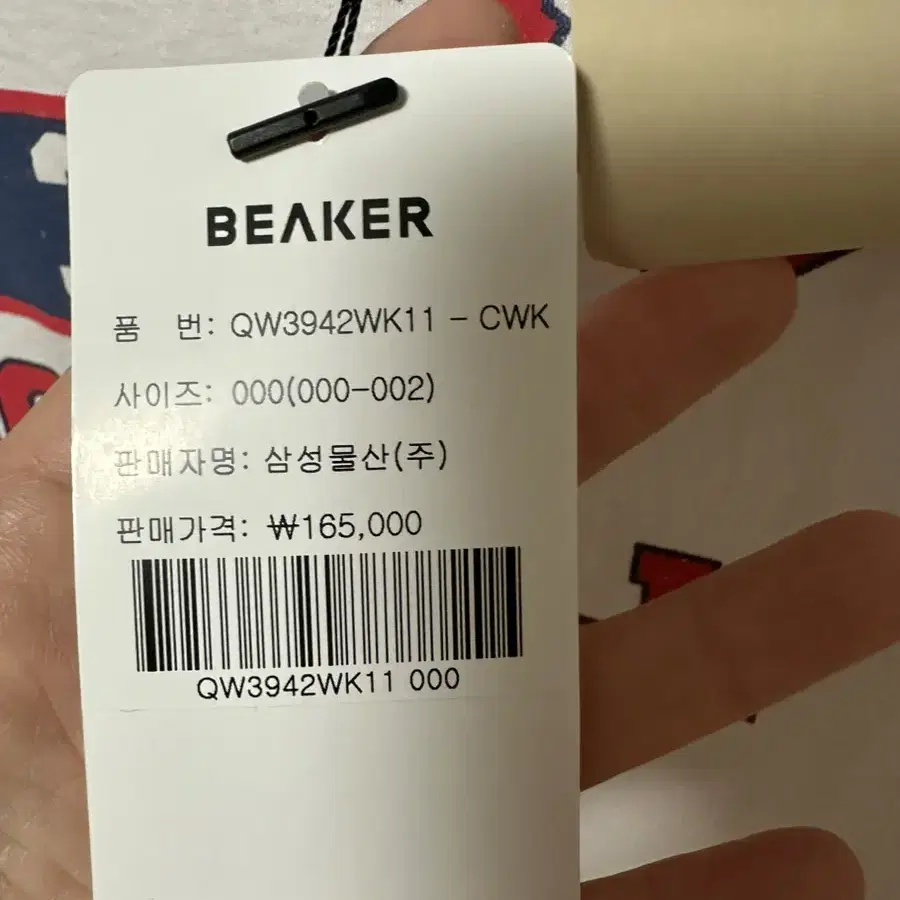 BEAKER
품 번: QW3942WK11 - CWK
사이즈: 000(000-002)
판매자명: 삼성물산(주)
판매가격: ₩165,000
QW3942WK11 000